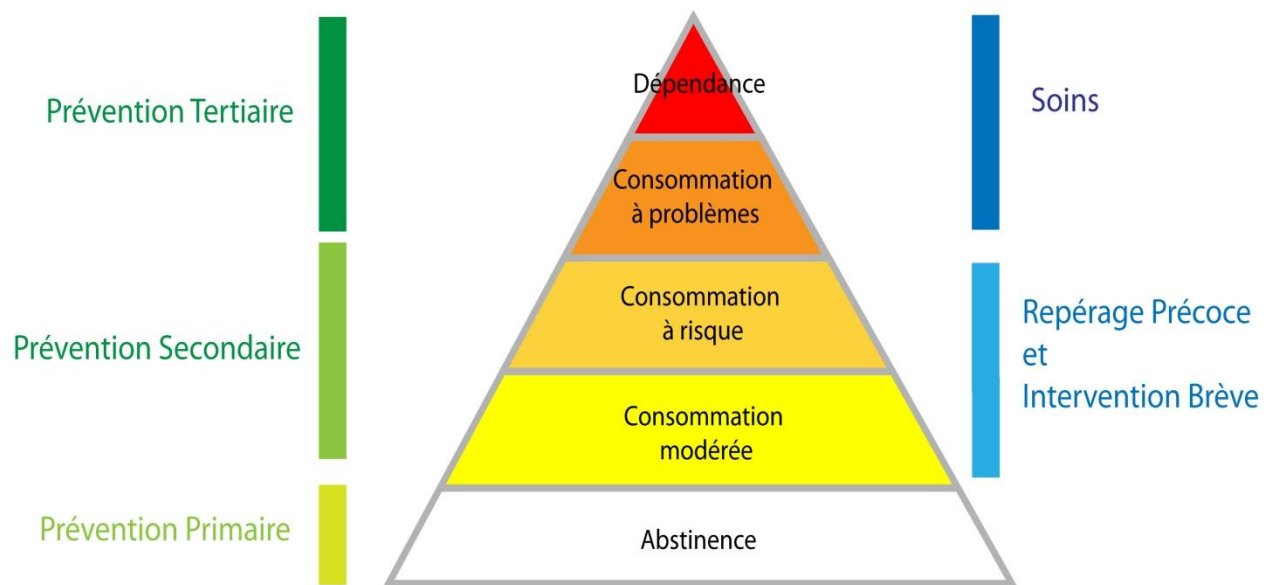 Dépendance
Prévention Tertiaire
Soins
Consommation
à problèmes
Consommation
à risque
Repérage Précoce
et
Intervention Brève
Prévention Secondaire
Consommation
modérée
Prévention Primaire
Abstinence